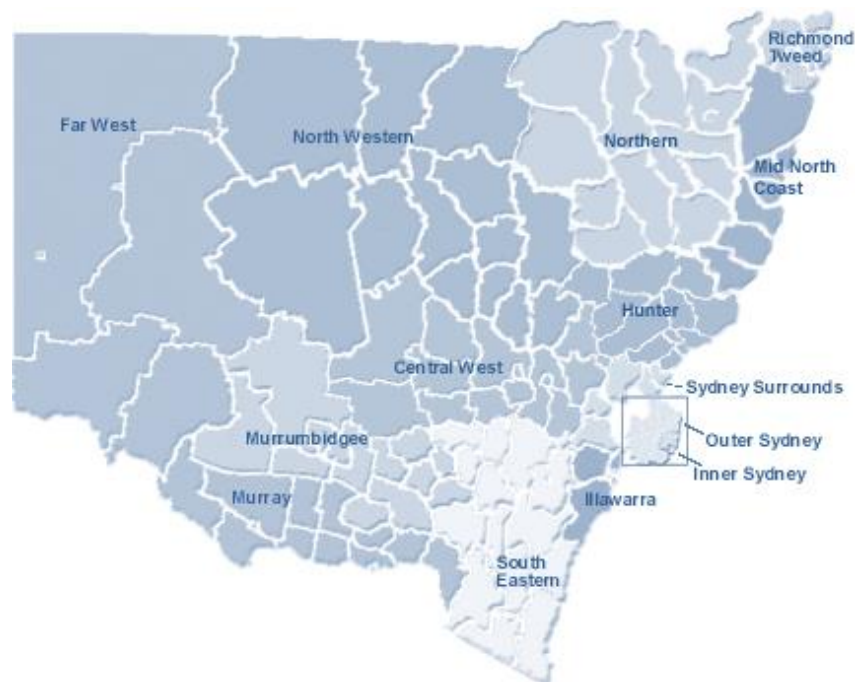 Richmond
Tweed
Far West
North Western
Northern
Mid North
Coast
Hunter
Central West
Sydney Surrounds
Murrumbidgee
Outer Sydney
Inner Sydney
Murray
Illawarra
South
Eastern